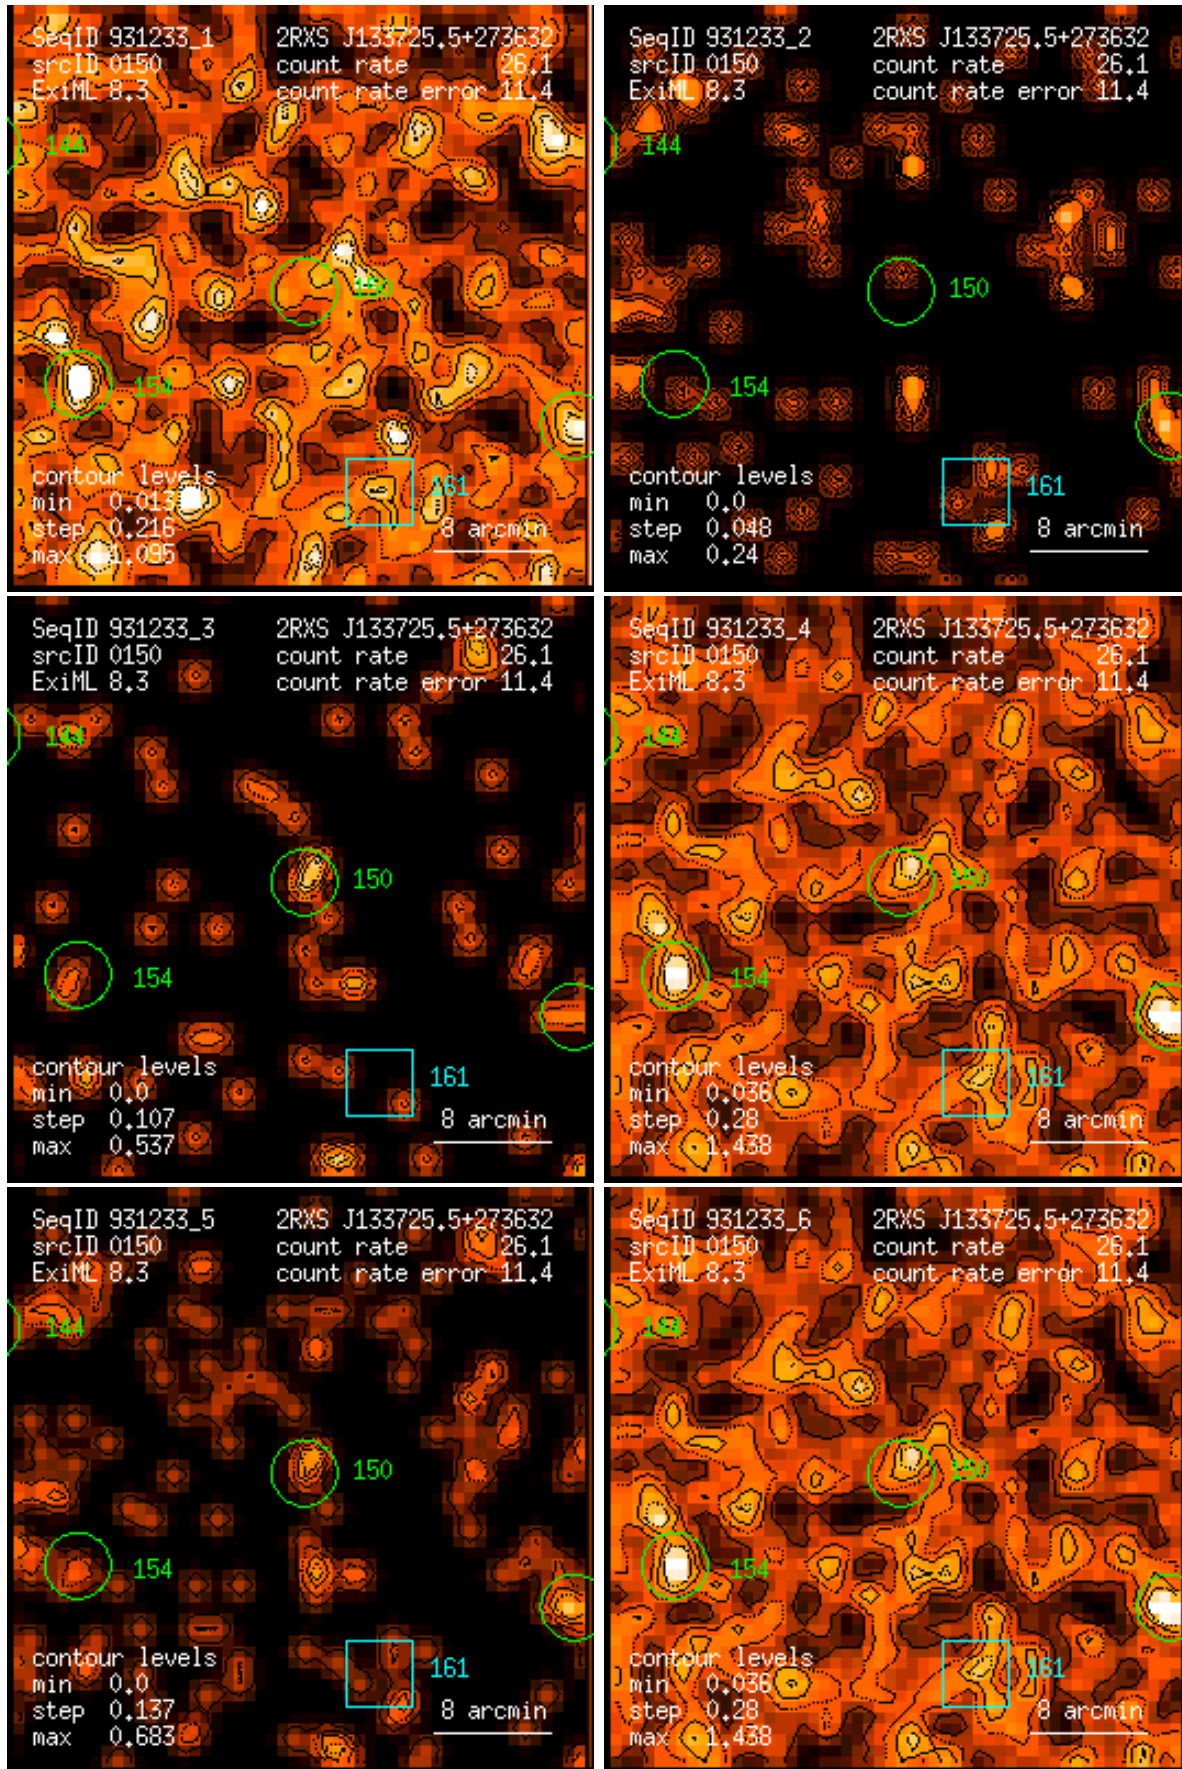 SeqID 931233_1 2RXS J133725.5+273632
srcID 0150 count rate 26.1
ExiML 8.3 count rate error 11.4
144
150
154
contour levels
min 0.013
161
step 0.216
8 arcmin
max 1.095
SeqID 931233_2 2RXS J133725.5+273632
srcID 0150 count rate 26.1
ExiML 8.3 count rate error 11.4
144
150
154
contour levels
min 0.0
161
step 0.048
8 arcmin
max 0.24
SeqID 931233_3 2RXS J133725.5+273632
srcID 0150 count rate 26.1
ExiML 8.3 count rate error 11.4
144
150
154
contour levels
min 0.0
161
step 0.107
8 arcmin
max 0.537
SeqID 931233_4 2RXS J133725.5+273632
srcID 0150 count rate 26.1
ExiML 8.3 count rate error 11.4
144
150
154
contour levels
min 0.036
161
step 0.28
8 arcmin
max 1.438
SeqID 931233_5 2RXS J133725.5+273632
srcID 0150 count rate 26.1
ExiML 8.3 count rate error 11.4
144
150
154
contour levels
min 0.0
161
step 0.137
8 arcmin
max 0.683
SeqID 931233_6 2RXS J133725.5+273632
srcID 0150 count rate 26.1
ExiML 8.3 count rate error 11.4
144
150
154
contour levels
min 0.036
161
step 0.28
8 arcmin
max 1.438